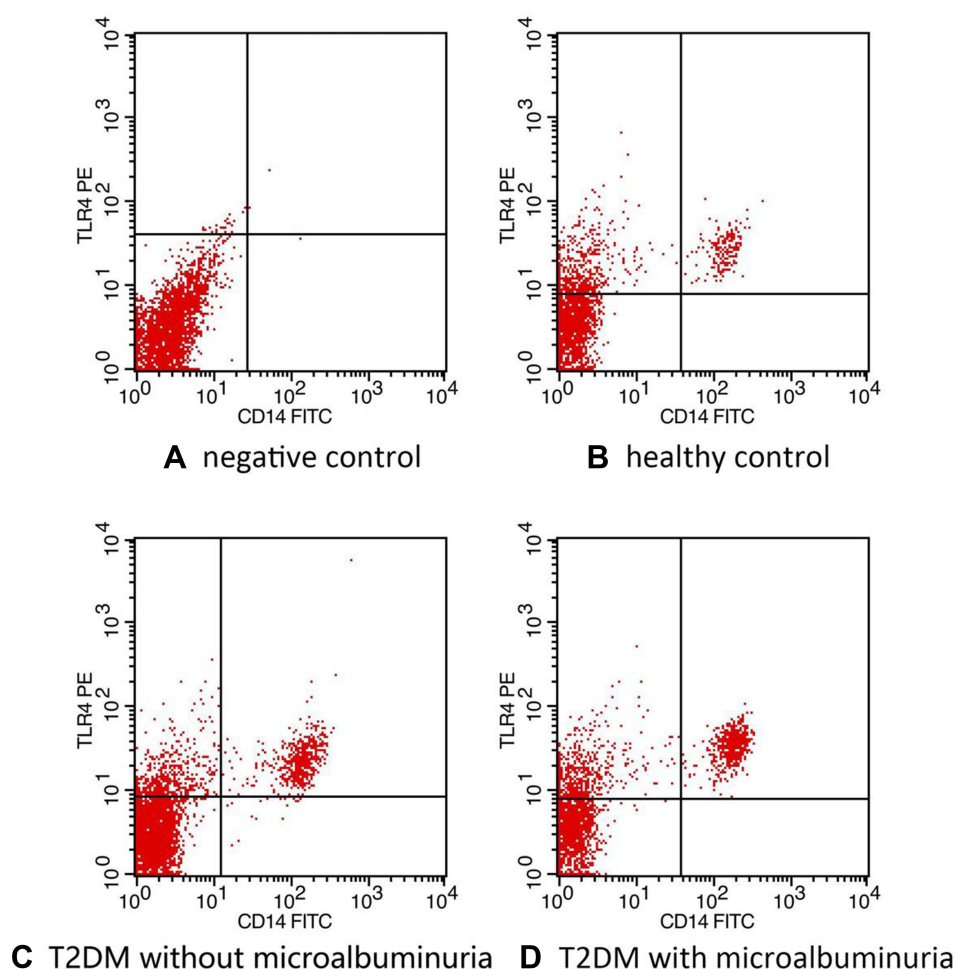 10^4
10^3
10^2
10^1
10^0
TLR4 PE
10^0 10^1 10^2 10^3 10^4
CD14 FITC
A negative control
10^4
10^3
10^2
10^1
10^0
TLR4 PE
10^0 10^1 10^2 10^3 10^4
CD14 FITC
B healthy control
10^4
10^3
10^2
10^1
10^0
TLR4 PE
10^0 10^1 10^2 10^3 10^4
CD14 FITC
C T2DM without microalbuminuria
10^4
10^3
10^2
10^1
10^0
TLR4 PE
10^0 10^1 10^2 10^3 10^4
CD14 FITC
D T2DM with microalbuminuria